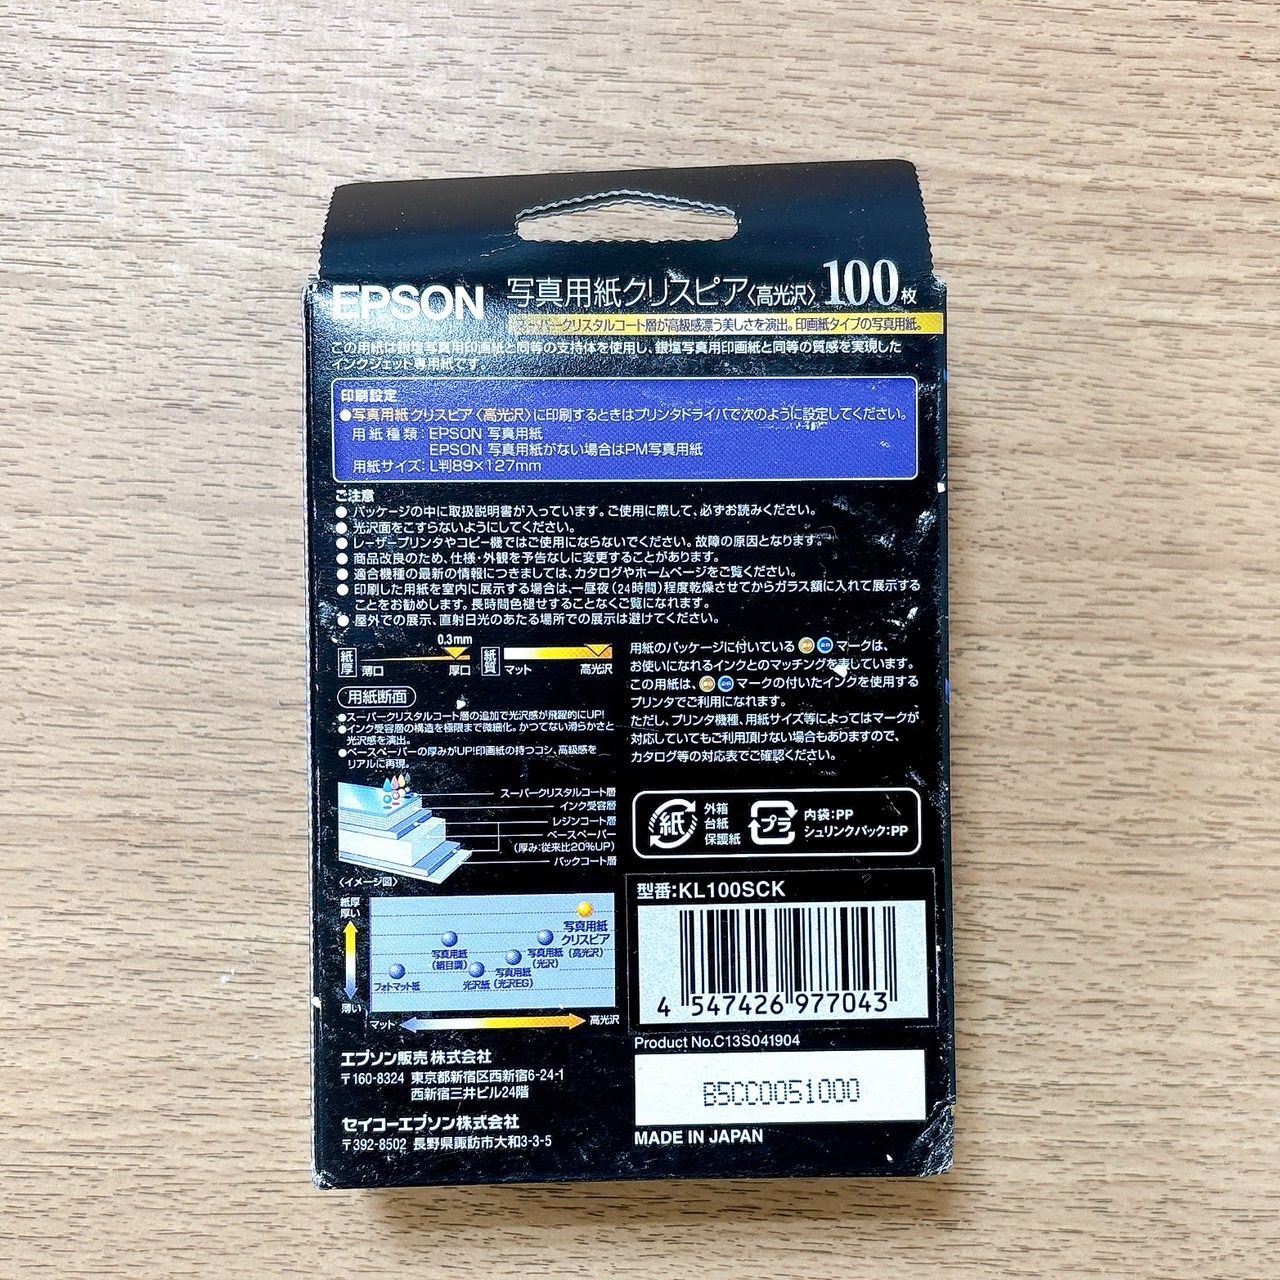 EPSON 写真用紙クリスピア〈高光沢〉100枚
スーパークリスタルコート層が高級感漂う美しさを演出。印画紙タイプの写真用紙。
この用紙は銀塩写真用印画紙と同等の支持体を使用し、銀塩写真用印画紙と同等の質感を実現した
インクジェット専用紙です。
印刷設定
●写真用紙クリスピア〈高光沢〉に印刷するときはプリンタドライバで次のように設定してください。
用紙種類：EPSON 写真用紙
EPSON 写真用紙がない場合はPM写真用紙
用紙サイズ：L判89×127mm
ご注意
● パッケージの中に取扱説明書が入っています。ご使用に際して、必ずお読みください。
● 光沢面をこすらないようにしてください。
● レーザープリンタやコピー機ではご使用にならないでください。故障の原因となります。
● 商品改良のため、仕様・外観を予告なしに変更することがあります。
● 適合機種の最新の情報につきましては、カタログやホームページをご覧ください。
● 印刷した用紙を室内に展示する場合は、一昼夜（24時間）程度乾燥させてからガラス額に入れて展示する
ことをお勧めします。長時間色褪せすることなくご覧になれます。
● 屋外での展示、直射日光のあたる場所での展示は避けてください。
0.3mm
紙厚 薄口 厚口 紙質 マット 高光沢
用紙断面
●スーパークリスタルコート層の追加で光沢感が飛躍的にUP!
●インク受容層の構造を極限まで微細化。かつてない滑らかさと
光沢感を演出。
●ベースペーパーの厚みがUP!印画紙の持つコシ、高級感を
リアルに再現。
スーパークリスタルコート層
インク受容層
レジンコート層
ベースペーパー
(厚み:従来比20%UP)
バックコート層
〈イメージ図〉
紙厚
厚い
写真用紙
クリスピア
(高光沢)
写真用紙
(絹目調)
写真用紙
(光沢)
フォトマット紙
光沢紙
写真用紙
(光沢EG)
薄い
マット 高光沢
エプソン販売 株式会社
〒160-8324 東京都新宿区西新宿6-24-1
西新宿三井ビル24階
セイコーエプソン株式会社
〒392-8502 長野県諏訪市大和3-3-5
用紙のパッケージに付いている マークは、
お使いになれるインクとのマッチングを表しています。
この用紙は、 マークの付いたインクを使用する
プリンタでご利用になれます。
ただし、プリンタ機種、用紙サイズ等によってはマークが
対応していてもご利用頂けない場合もありますので、
カタログ等の対応表でご確認ください。
紙 外箱
台紙
保護紙
プラ 内袋:PP
シュリンクパック:PP
型番:KL100SCK
4 547426 977043
Product No.C13S041904
B5CC0051000
MADE IN JAPAN